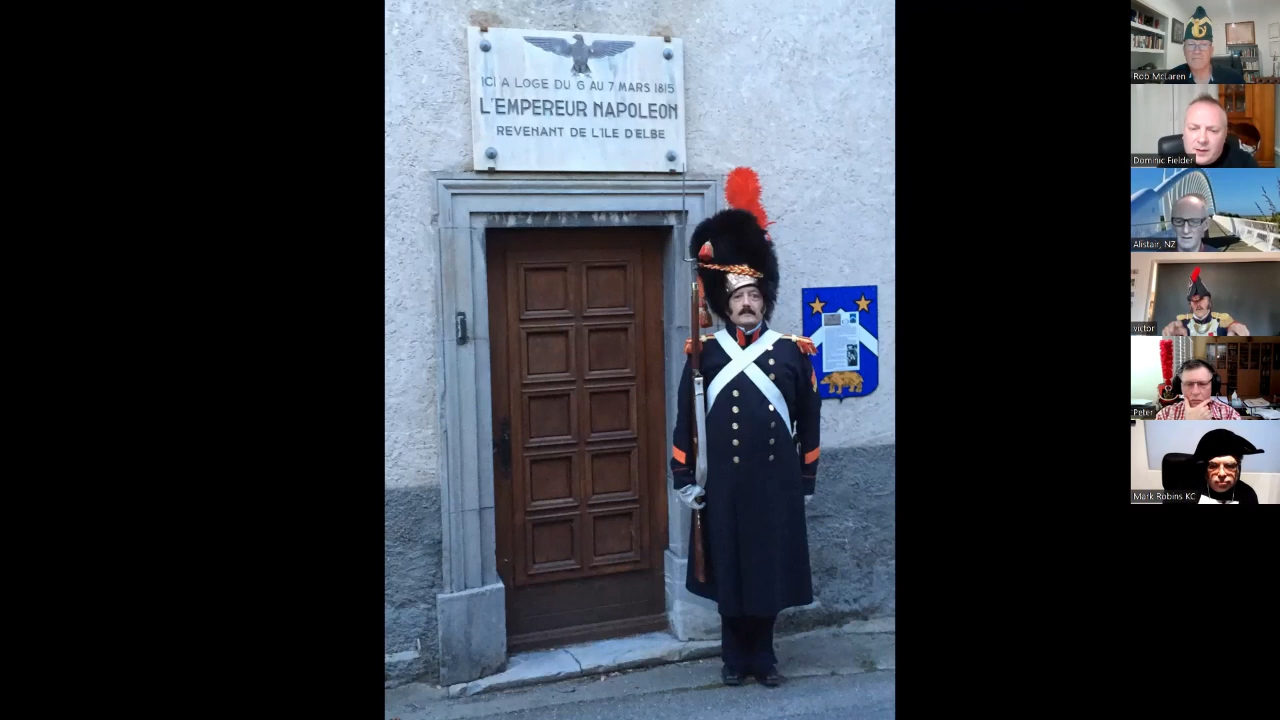 ICI A LOGE DU 6 AU 7 MARS 1815
L'EMPEREUR NAPOLEON
REVENANT DE L'ILE D'ELBE
Rob McLaren
Dominic Fielder
Alistair, NZ
victor
Peter
Mark Robins KC